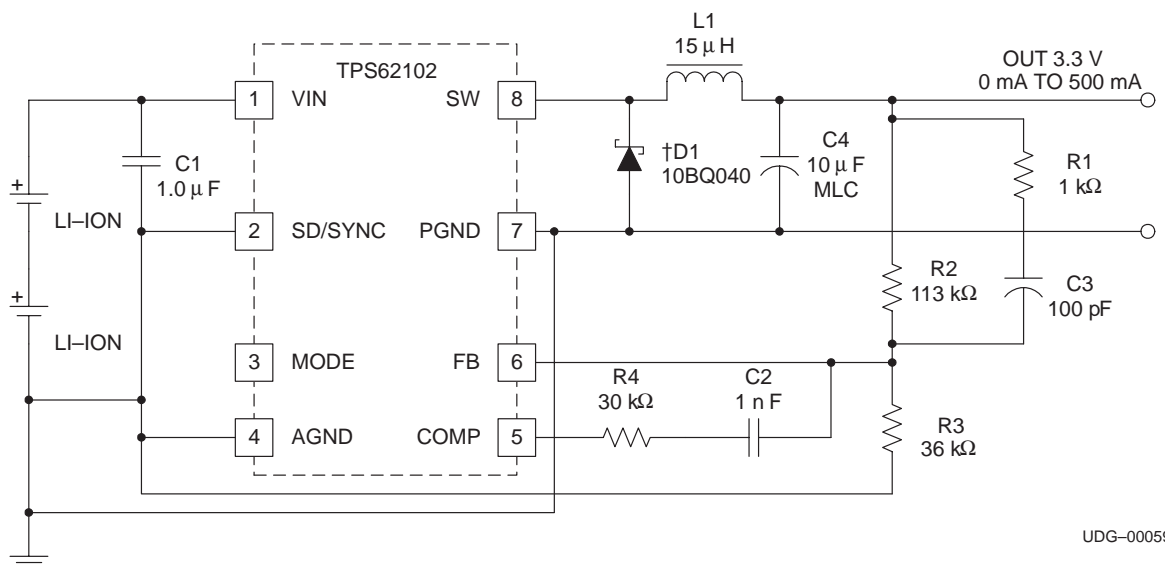 L1
15 μH
OUT 3.3 V
0 mA TO 500 mA
TPS62102
1
VIN
SW
8
C1
1.0 μF
†D1
10BQ040
C4
10 μF
MLC
R1
1 kΩ
+
LI–ION
2
SD/SYNC
PGND
7
R2
113 kΩ
C3
100 pF
+
LI–ION
3
MODE
FB
6
R4
30 kΩ
C2
1 n F
4
AGND
COMP
5
R3
36 kΩ
UDG–00059